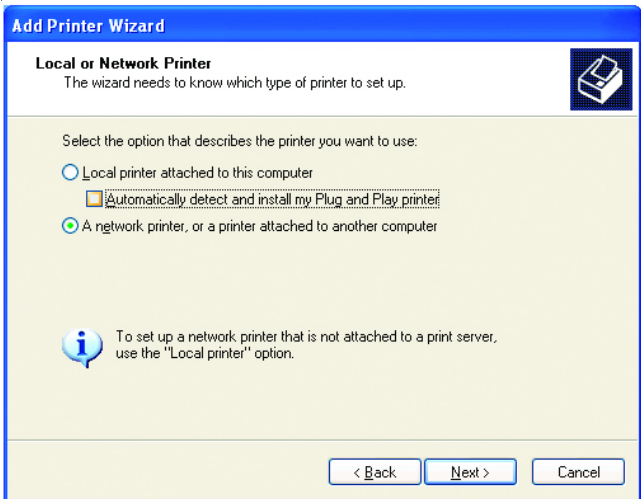 Add Printer Wizard
Local or Network Printer
The wizard needs to know which type of printer to set up.
Select the option that describes the printer you want to use:
Local printer attached to this computer
Automatically detect and install my Plug and Play printer
A network printer, or a printer attached to another computer
To set up a network printer that is not attached to a print server,
use the "Local printer" option.
< Back Next > Cancel